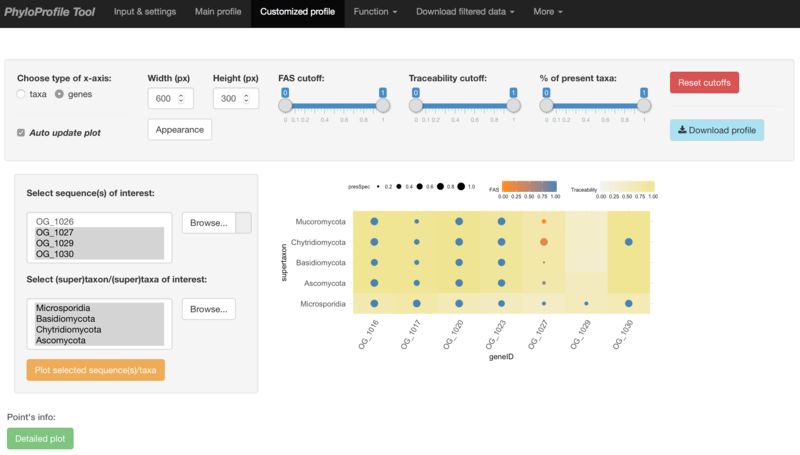 PhyloProfile Tool Input & settings Main profile Customized profile Function Download filtered data More
Choose type of x-axis: Width (px) Height (px) FAS cutoff: Traceability cutoff: % of present taxa:
taxa genes 600 300
0 1 0 1 0 1
0 0.1 0.2 0.4 0.6 0.8 1 0 0.1 0.2 0.4 0.6 0.8 1 0 0.1 0.2 0.4 0.6 0.8 1
Reset cutoffs
Auto update plot Appearance Download profile
Select sequence(s) of interest:
OG_1026
OG_1027
OG_1029
OG_1030
Browse...
Select (super)taxon/(super)taxa of interest:
Microsporidia
Basidiomycota
Chytridiomycota
Ascomycota
Browse...
Plot selected sequence(s)/taxa
presSpec 0.2 0.4 0.6 0.8 1.0 FAS 0.00 0.25 0.50 0.75 1.00 Traceability 0.00 0.25 0.50 0.75 1.00
supertaxon
Mucoromycota
Chytridiomycota
Basidiomycota
Ascomycota
Microsporidia
OG_1016 OG_1017 OG_1020 OG_1023 OG_1027 OG_1029 OG_1030
geneID
Point's info:
Detailed plot